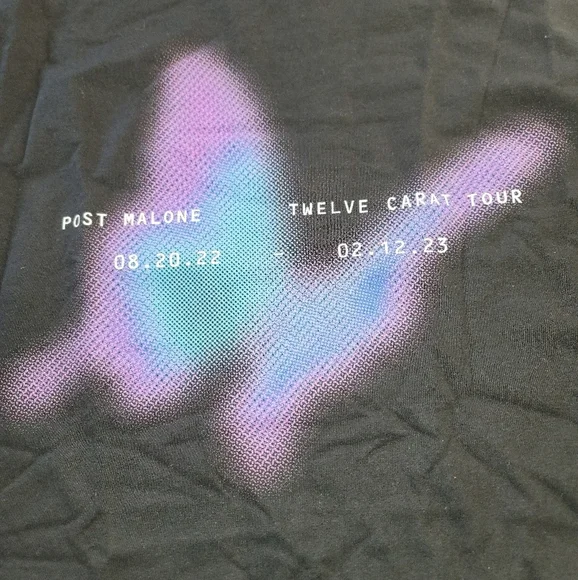 POST MALONE TWELVE CARAT TOUR
08.20.22 - 02.12.23